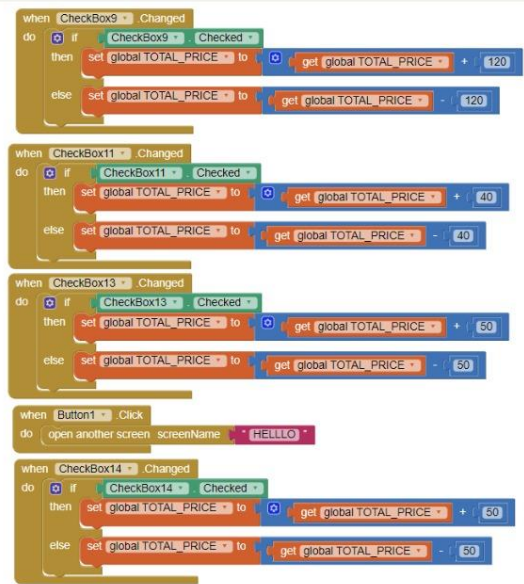 when CheckBox9 .Changed
do if CheckBox9 . Checked
then set global TOTAL_PRICE to get global TOTAL_PRICE + 120
else set global TOTAL_PRICE to get global TOTAL_PRICE - 120
when CheckBox11 .Changed
do if CheckBox11 . Checked
then set global TOTAL_PRICE to get global TOTAL_PRICE + 40
else set global TOTAL_PRICE to get global TOTAL_PRICE - 40
when CheckBox13 .Changed
do if CheckBox13 . Checked
then set global TOTAL_PRICE to get global TOTAL_PRICE + 50
else set global TOTAL_PRICE to get global TOTAL_PRICE - 50
when Button1 .Click
do open another screen screenName " HELLLO "
when CheckBox14 .Changed
do if CheckBox14 . Checked
then set global TOTAL_PRICE to get global TOTAL_PRICE + 50
else set global TOTAL_PRICE to get global TOTAL_PRICE - 50